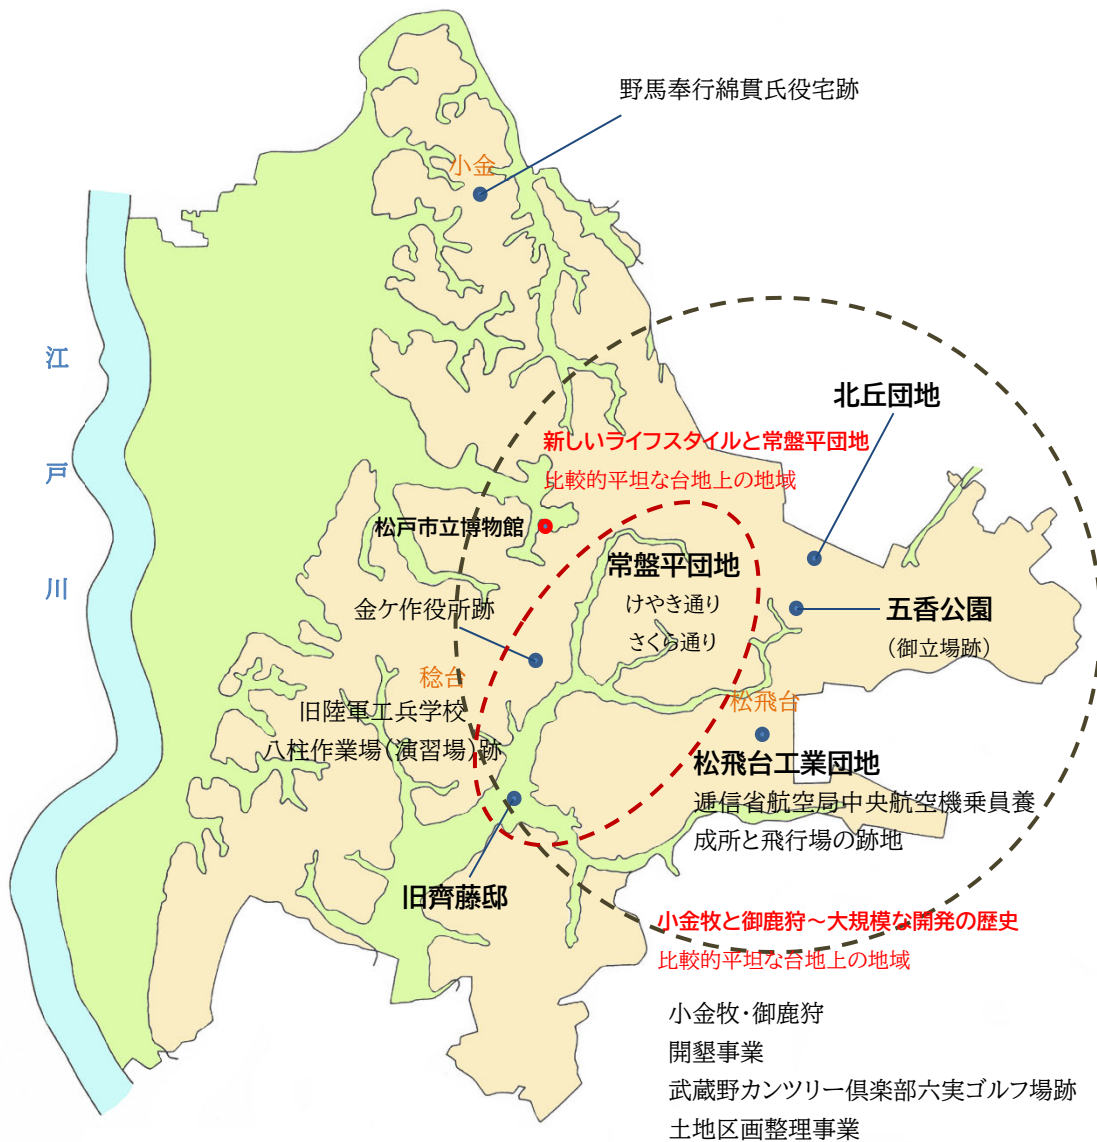 野馬奉行綿貫氏役宅跡
小金
江戸川
北丘団地
新しいライフスタイルと常盤平団地
比較的平坦な台地上の地域
松戸市立博物館
常盤平団地
けやき通り
さくら通り
金ケ作役所跡
五香公園
（御立場跡）
稔台
旧陸軍工兵学校
八柱作業場（演習場）跡
松飛台
松飛台工業団地
逓信省航空局中央航空機乗員養
成所と飛行場の跡地
旧齊藤邸
小金牧と御鹿狩～大規模な開発の歴史
比較的平坦な台地上の地域
小金牧・御鹿狩
開墾事業
武蔵野カンツリー倶楽部六実ゴルフ場跡
土地区画整理事業